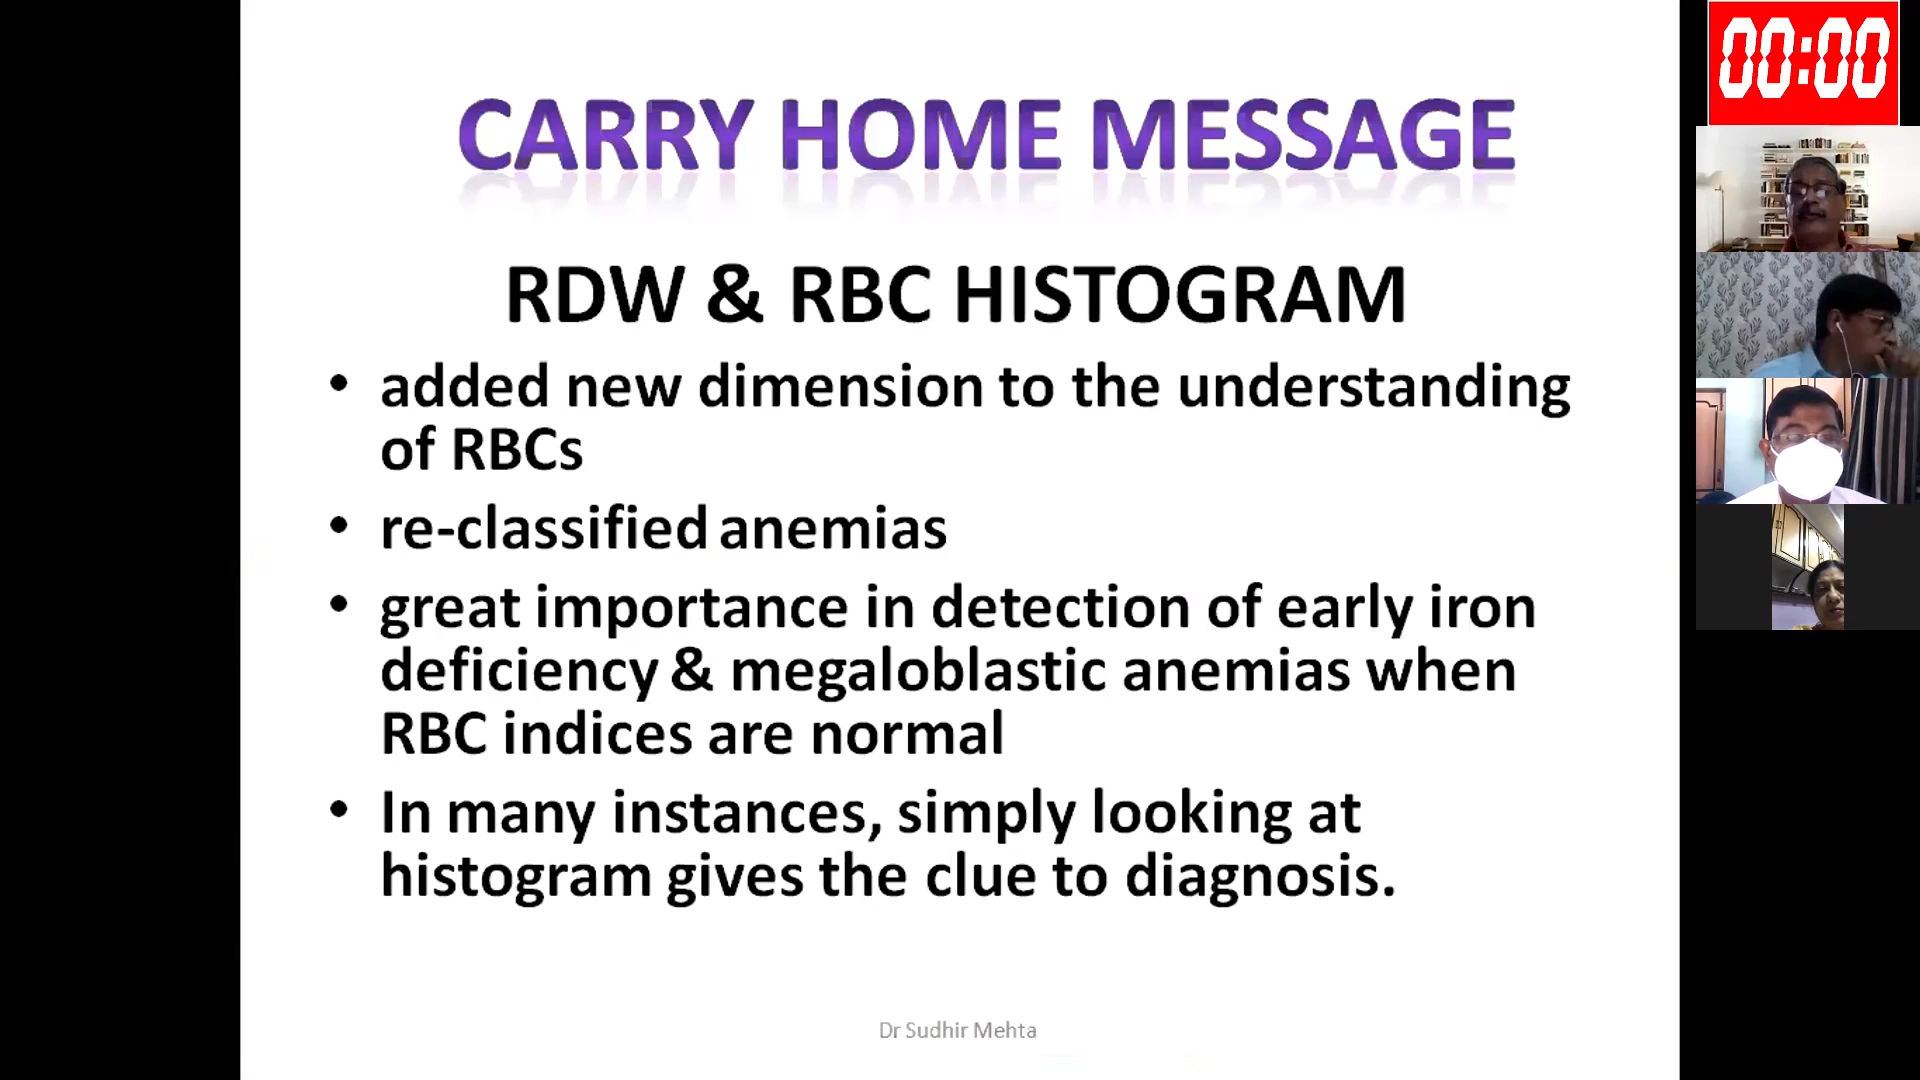 CARRY HOME MESSAGE
RDW & RBC HISTOGRAM
• added new dimension to the understanding
of RBCs
• re-classified anemias
• great importance in detection of early iron
deficiency & megaloblastic anemias when
RBC indices are normal
• In many instances, simply looking at
histogram gives the clue to diagnosis.
Dr Sudhir Mehta
00:00